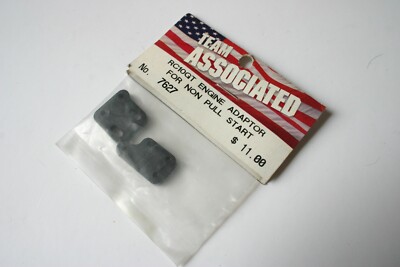 TEAM
ASSOCIATED
RC10GT ENGINE ADAPTOR
FOR NON PULL START
No. 7627
$ 11.00